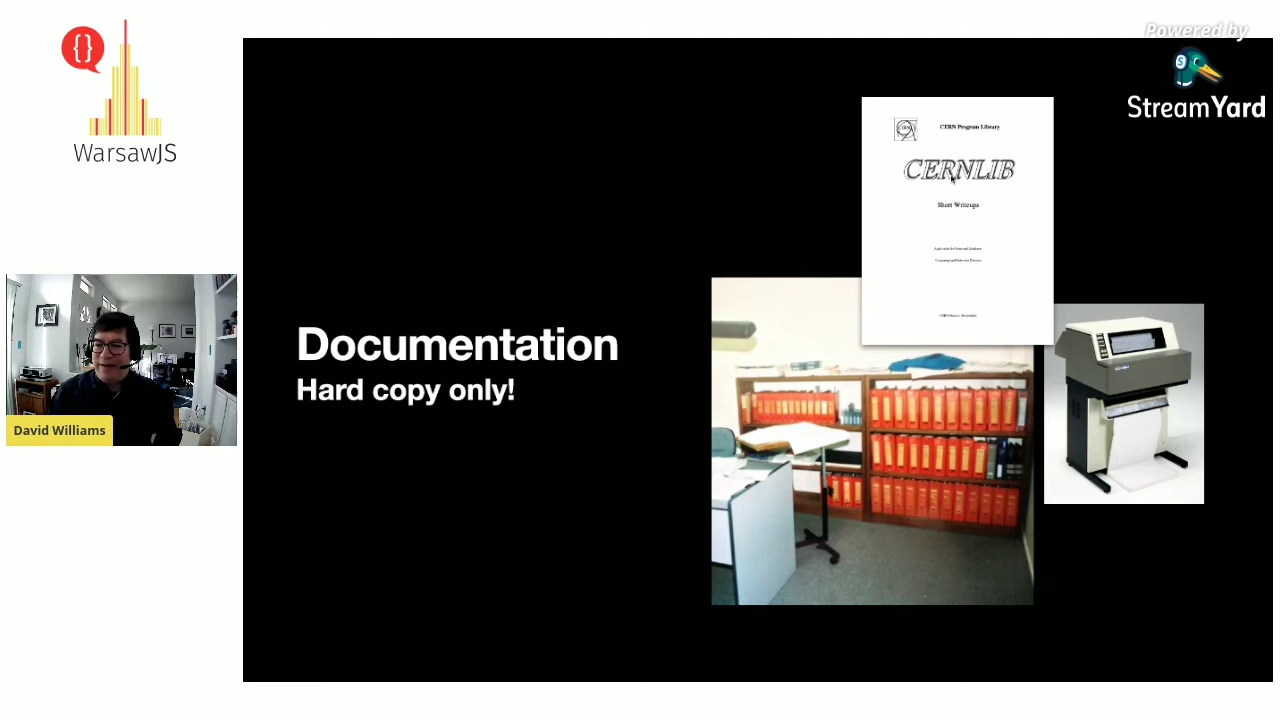 {}
WarsawJS
Powered by
S
StreamYard
CERN Program Library
CERNLIB
Short Writeups
Documentation
Hard copy only!
David Williams